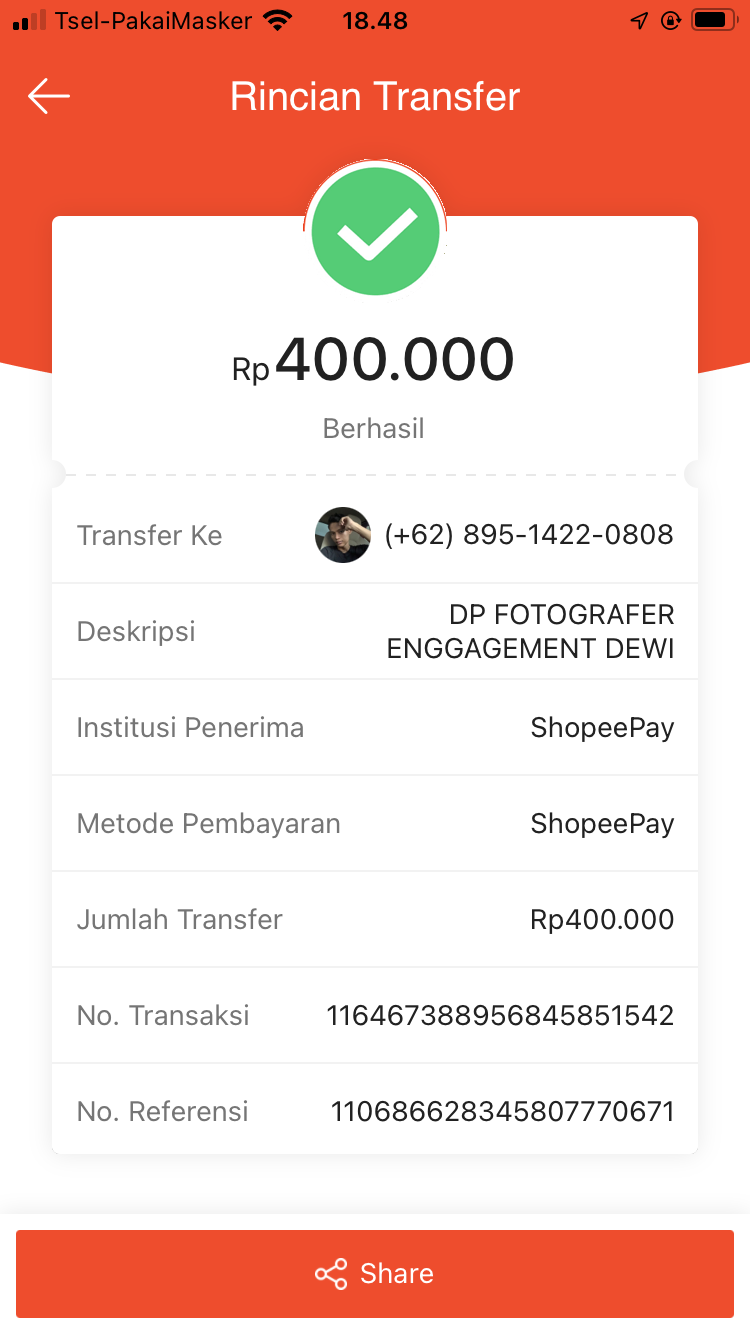 Tsel-PakaiMasker 18.48
Rincian Transfer
Rp400.000
Berhasil
Transfer Ke (+62) 895-1422-0808
Deskripsi DP FOTOGRAFER
ENGGAGEMENT DEWI
Institusi Penerima ShopeePay
Metode Pembayaran ShopeePay
Jumlah Transfer Rp400.000
No. Transaksi 116467388956845851542
No. Referensi 110686628345807770671
Share